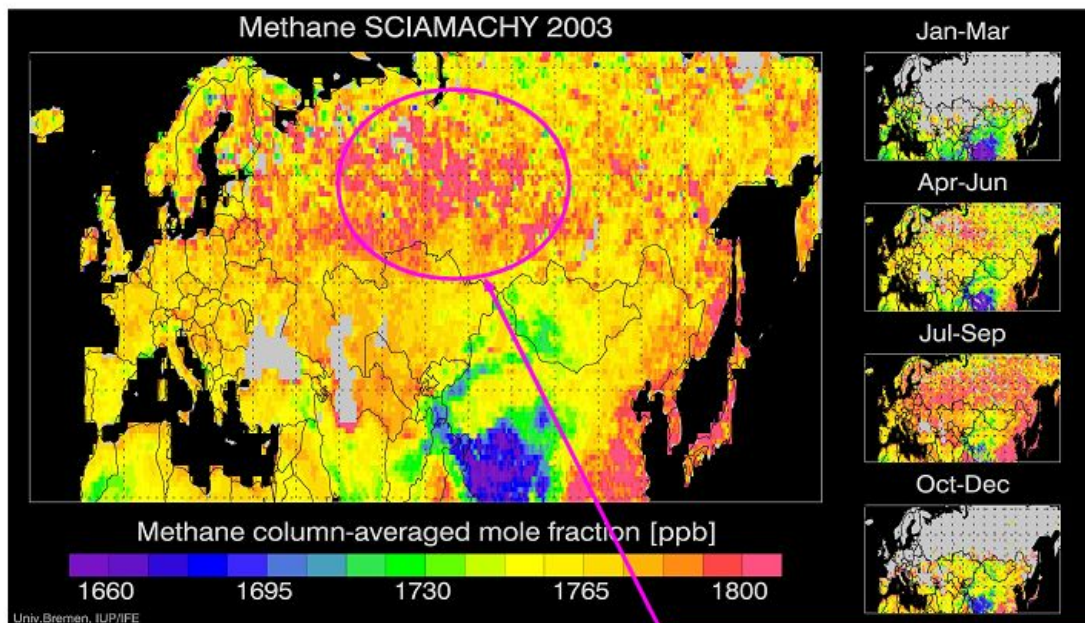 Methane SCIAMACHY 2003
Jan-Mar
Apr-Jun
Jul-Sep
Oct-Dec
Methane column-averaged mole fraction [ppb]
1660 1695 1730 1765 1800
Univ.Bremen, IUP/IFE